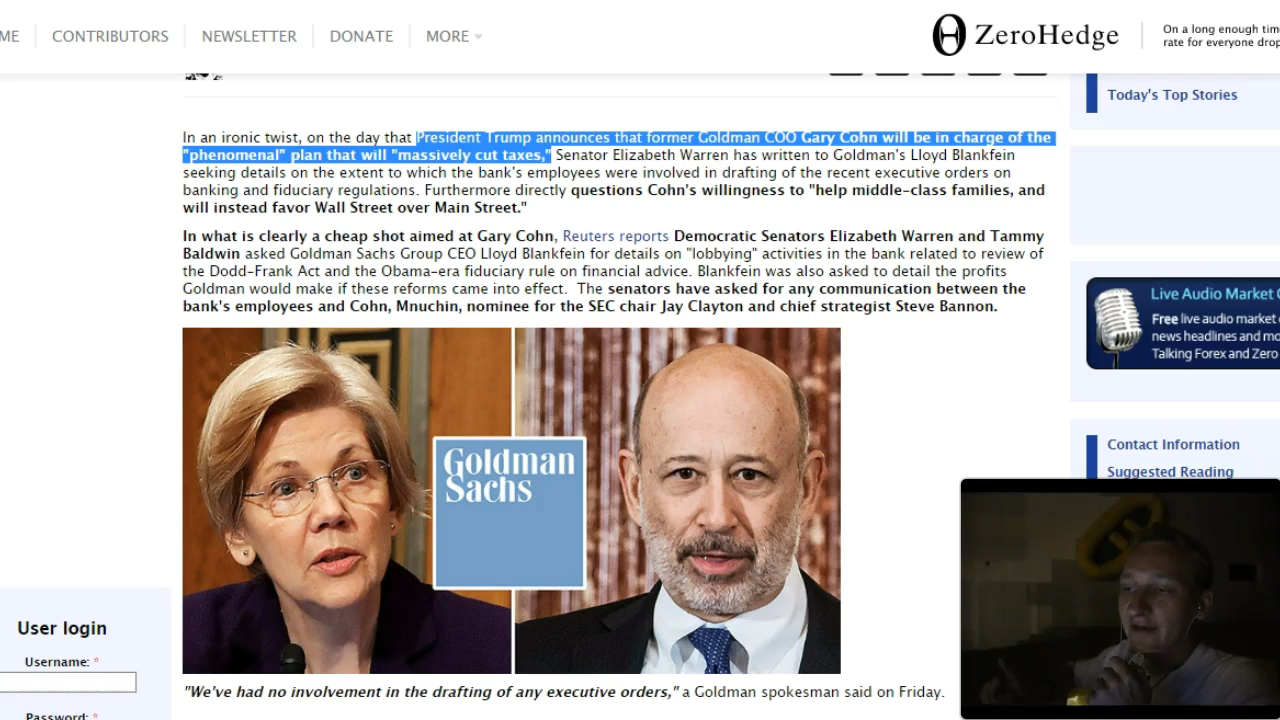 ME
CONTRIBUTORS
NEWSLETTER
DONATE
MORE
ZeroHedge
On a long enough tim
rate for everyone drop
Today's Top Stories
In an ironic twist, on the day that President Trump announces that former Goldman COO Gary Cohn will be in charge of the
"phenomenal" plan that will "massively cut taxes," Senator Elizabeth Warren has written to Goldman's Lloyd Blankfein
seeking details on the extent to which the bank's employees were involved in drafting of the recent executive orders on
banking and fiduciary regulations. Furthermore directly questions Cohn's willingness to "help middle-class families, and
will instead favor Wall Street over Main Street."
In what is clearly a cheap shot aimed at Gary Cohn, Reuters reports Democratic Senators Elizabeth Warren and Tammy
Baldwin asked Goldman Sachs Group CEO Lloyd Blankfein for details on "lobbying" activities in the bank related to review of
the Dodd-Frank Act and the Obama-era fiduciary rule on financial advice. Blankfein was also asked to detail the profits
Goldman would make if these reforms came into effect.  The senators have asked for any communication between the
bank's employees and Cohn, Mnuchin, nominee for the SEC chair Jay Clayton and chief strategist Steve Bannon.
Goldman
Sachs
"We've had no involvement in the drafting of any executive orders," a Goldman spokesman said on Friday.
Live Audio Market C
Free live audio market c
news headlines and mo
Talking Forex and Zero
Contact Information
Suggested Reading
User login
Username: *
Password: *